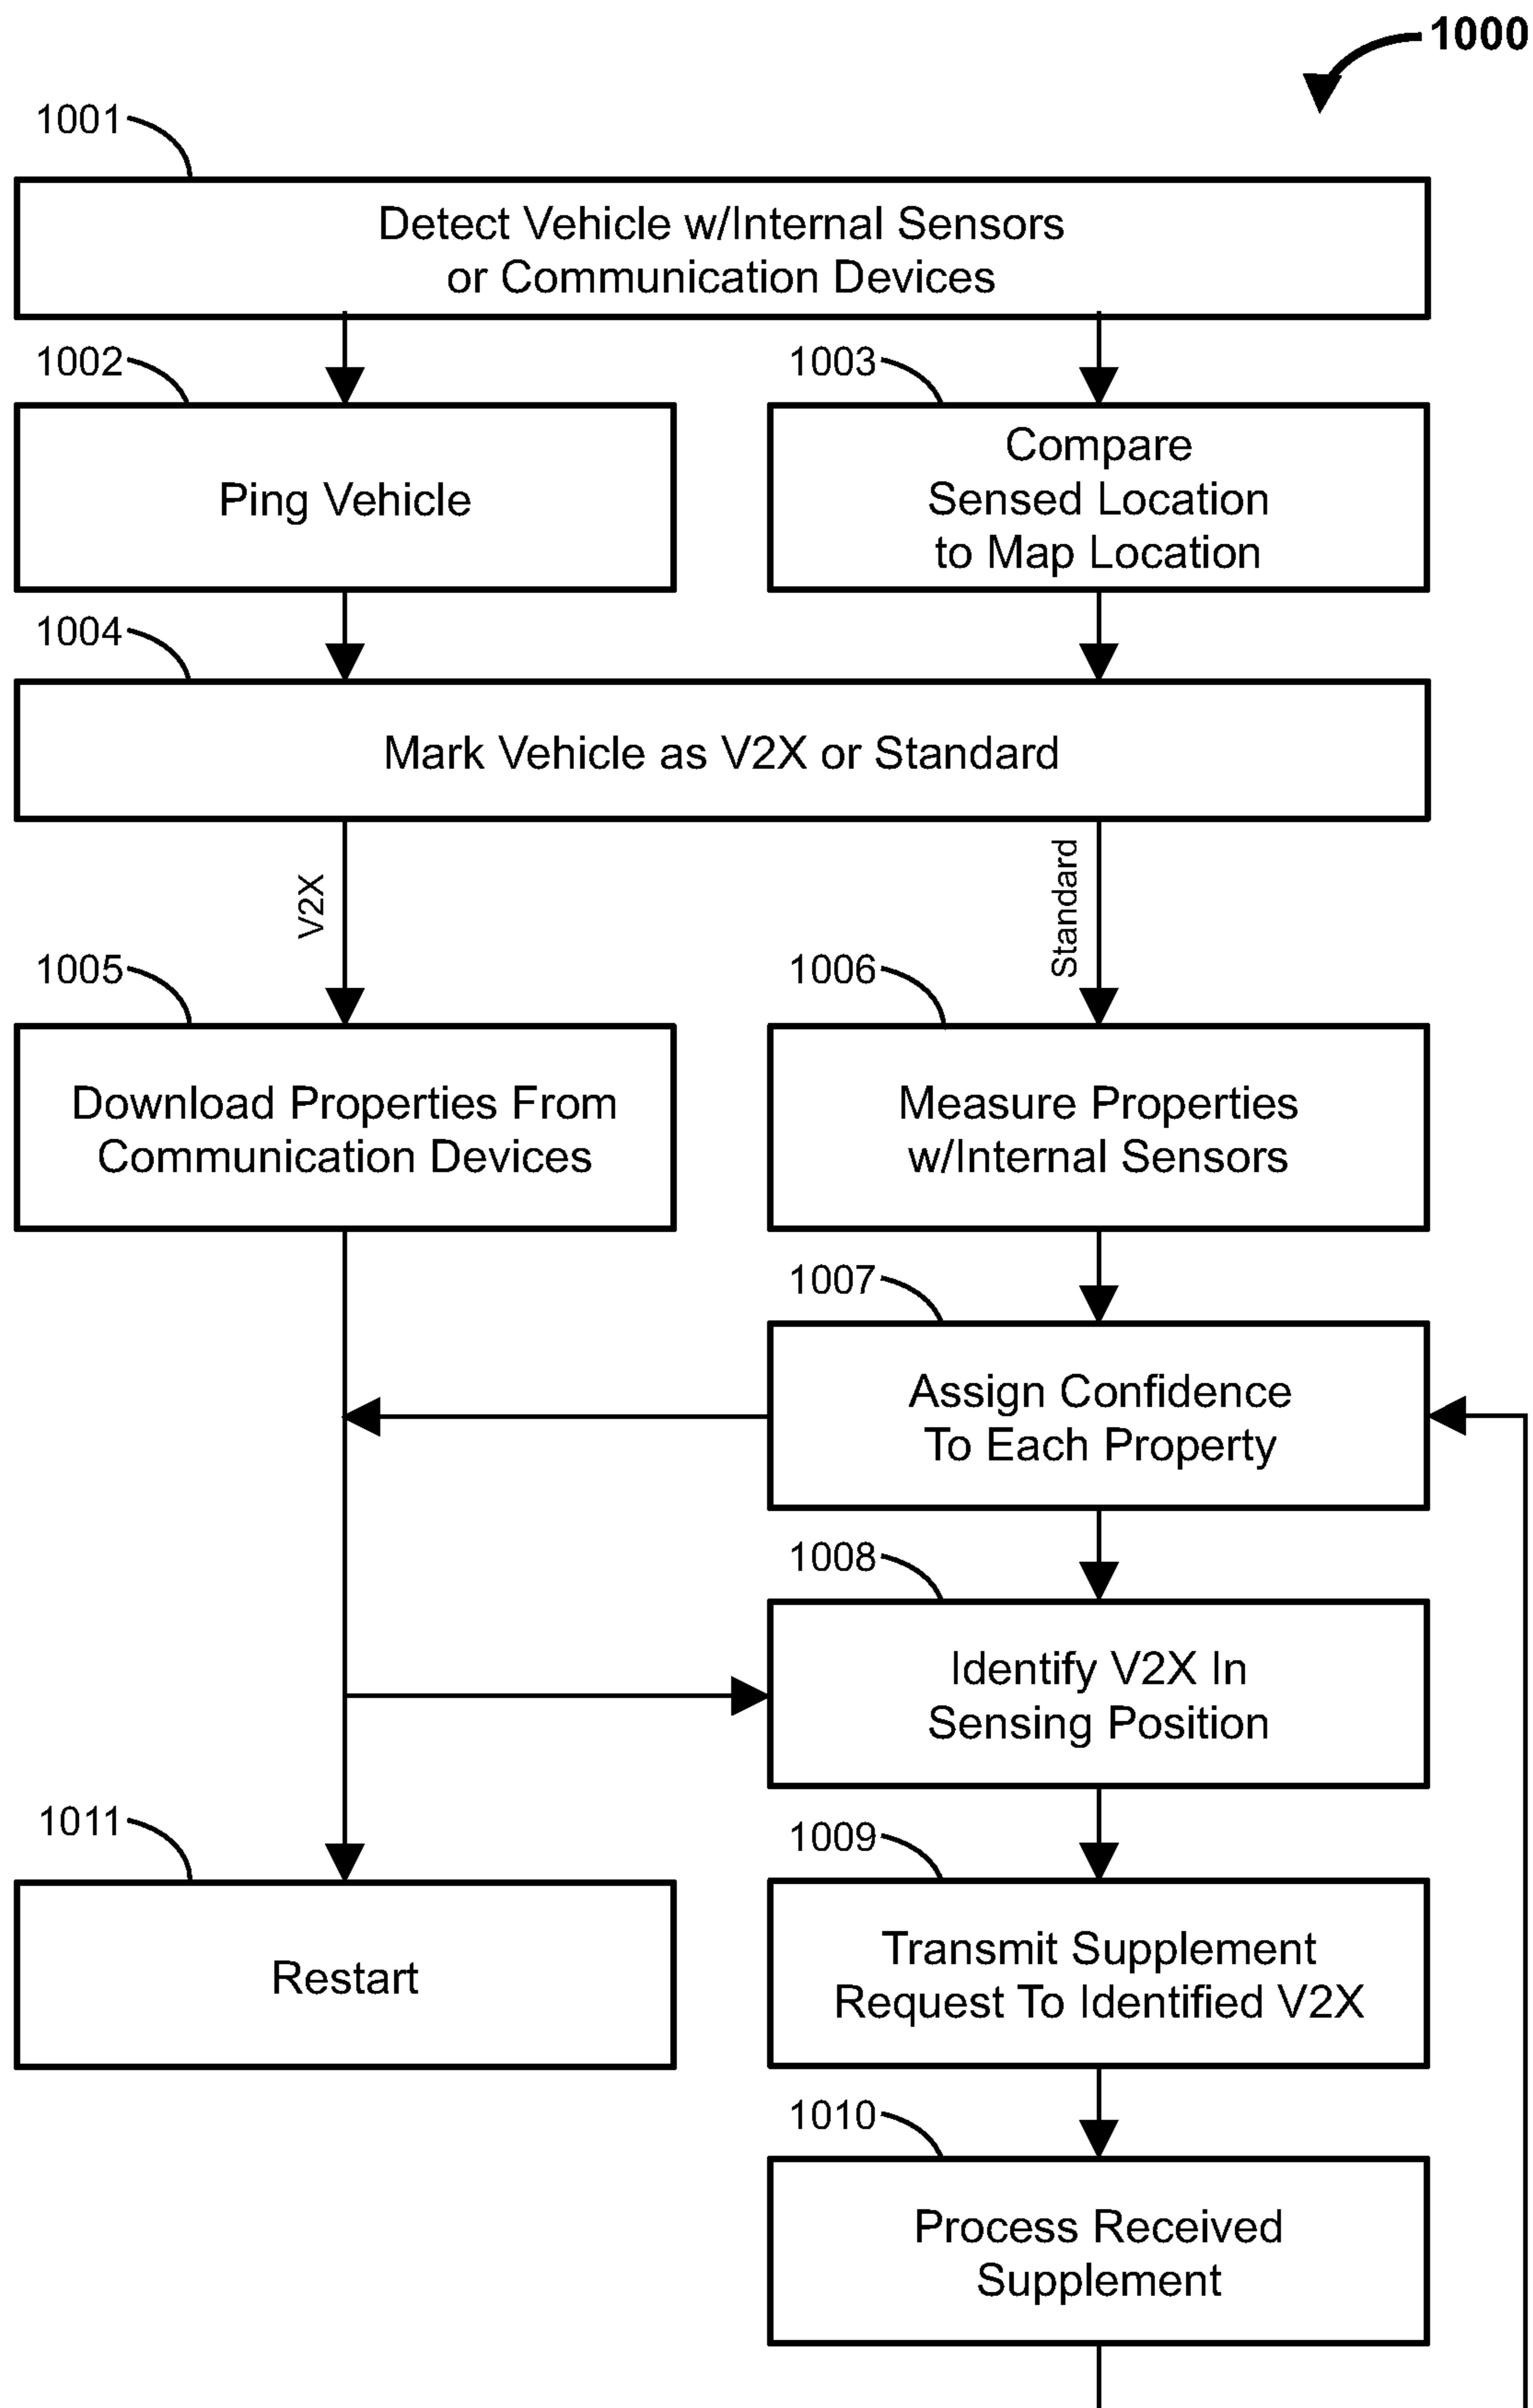 1000
1001
Detect Vehicle w/Internal Sensors
or Communication Devices
1002
Ping Vehicle
1003
Compare
Sensed Location
to Map Location
1004
Mark Vehicle as V2X or Standard
V2X
Standard
1005
Download Properties From
Communication Devices
1006
Measure Properties
w/Internal Sensors
1007
Assign Confidence
To Each Property
1008
Identify V2X In
Sensing Position
1011
Restart
1009
Transmit Supplement
Request To Identified V2X
1010
Process Received
Supplement